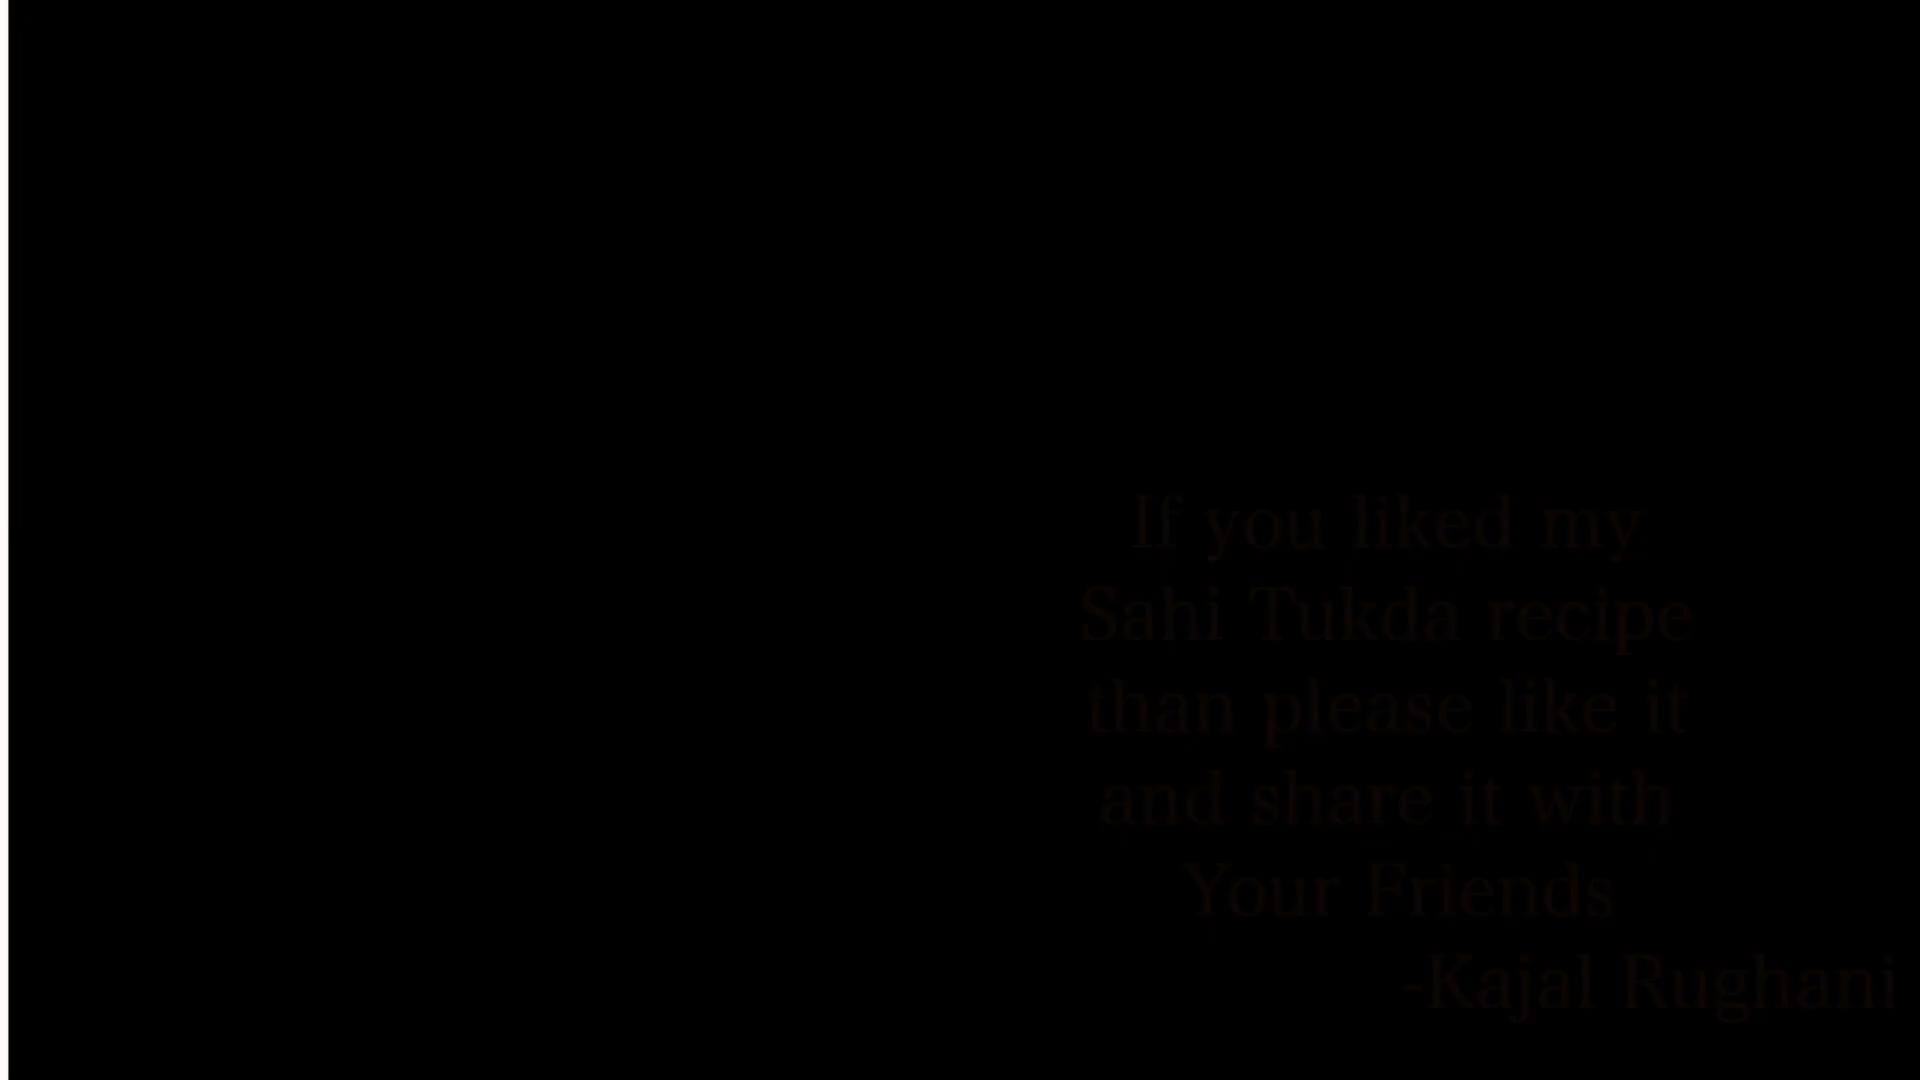 If you liked my
Sahi Tukda recipe
than please like it
and share it with
Your Friends
-Kajal Rughani